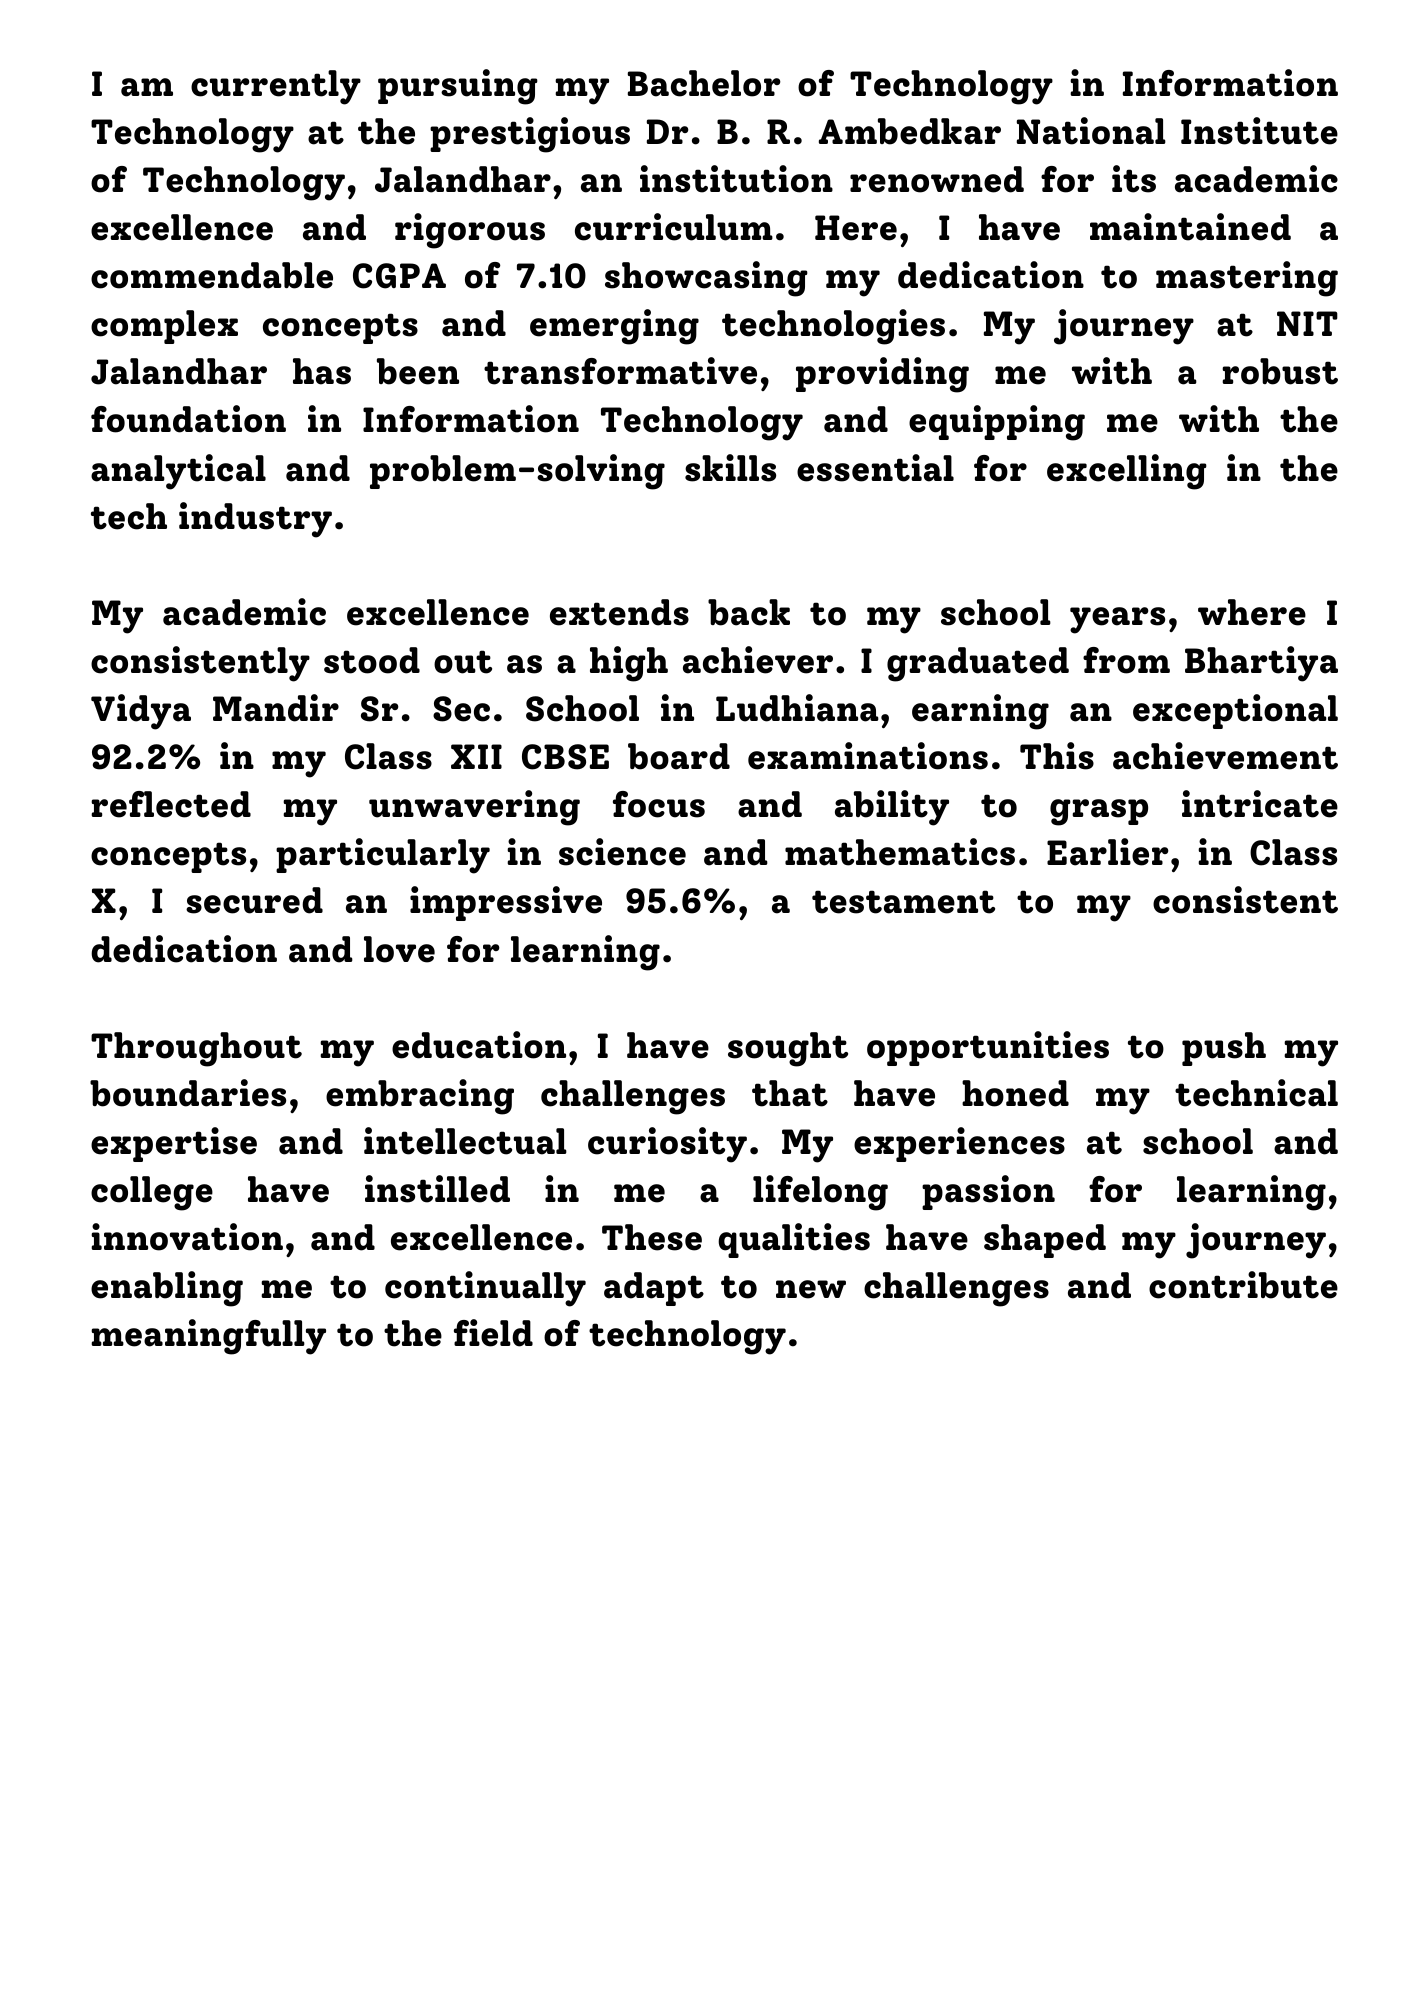 I am currently pursuing my Bachelor of Technology in Information
Technology at the prestigious Dr. B. R. Ambedkar National Institute
of Technology, Jalandhar, an institution renowned for its academic
excellence and rigorous curriculum. Here, I have maintained a
commendable CGPA of 7.10 showcasing my dedication to mastering
complex concepts and emerging technologies. My journey at NIT
Jalandhar has been transformative, providing me with a robust
foundation in Information Technology and equipping me with the
analytical and problem-solving skills essential for excelling in the
tech industry.
My academic excellence extends back to my school years, where I
consistently stood out as a high achiever. I graduated from Bhartiya
Vidya Mandir Sr. Sec. School in Ludhiana, earning an exceptional
92.2% in my Class XII CBSE board examinations. This achievement
reflected my unwavering focus and ability to grasp intricate
concepts, particularly in science and mathematics. Earlier, in Class
X, I secured an impressive 95.6%, a testament to my consistent
dedication and love for learning.
Throughout my education, I have sought opportunities to push my
boundaries, embracing challenges that have honed my technical
expertise and intellectual curiosity. My experiences at school and
college have instilled in me a lifelong passion for learning,
innovation, and excellence. These qualities have shaped my journey,
enabling me to continually adapt to new challenges and contribute
meaningfully to the field of technology.